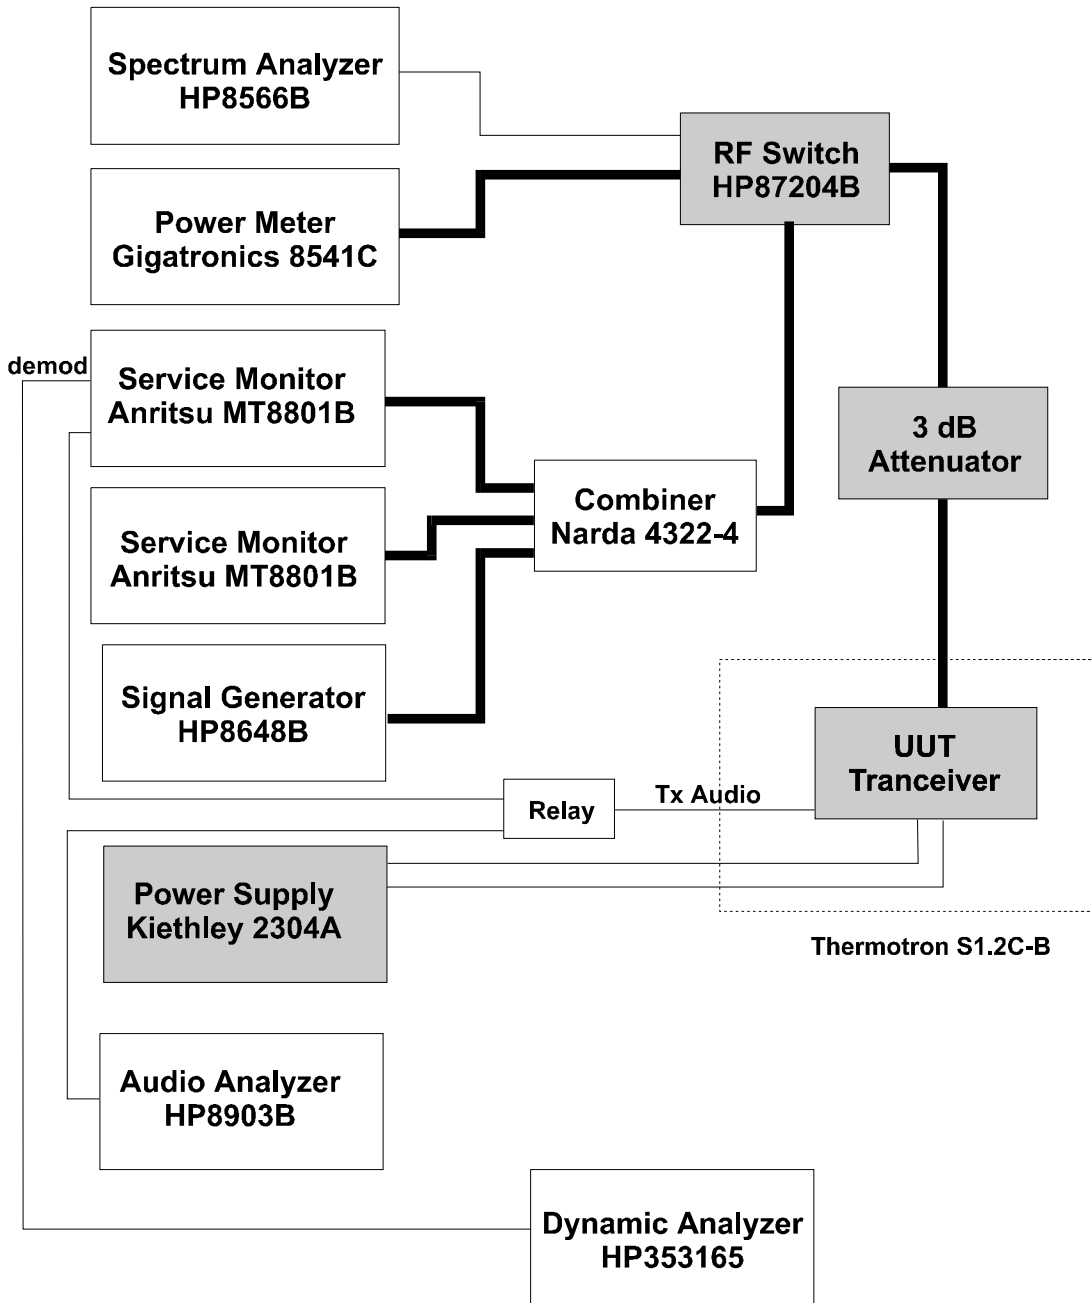 Spectrum Analyzer
HP8566B
RF Switch
HP87204B
Power Meter
Gigatronics 8541C
demod
Service Monitor
Anritsu MT8801B
3 dB
Attenuator
Combiner
Narda 4322-4
Service Monitor
Anritsu MT8801B
Signal Generator
HP8648B
UUT
Tranceiver
Relay
Tx Audio
Power Supply
Kiethley 2304A
Thermotron S1.2C-B
Audio Analyzer
HP8903B
Dynamic Analyzer
HP353165